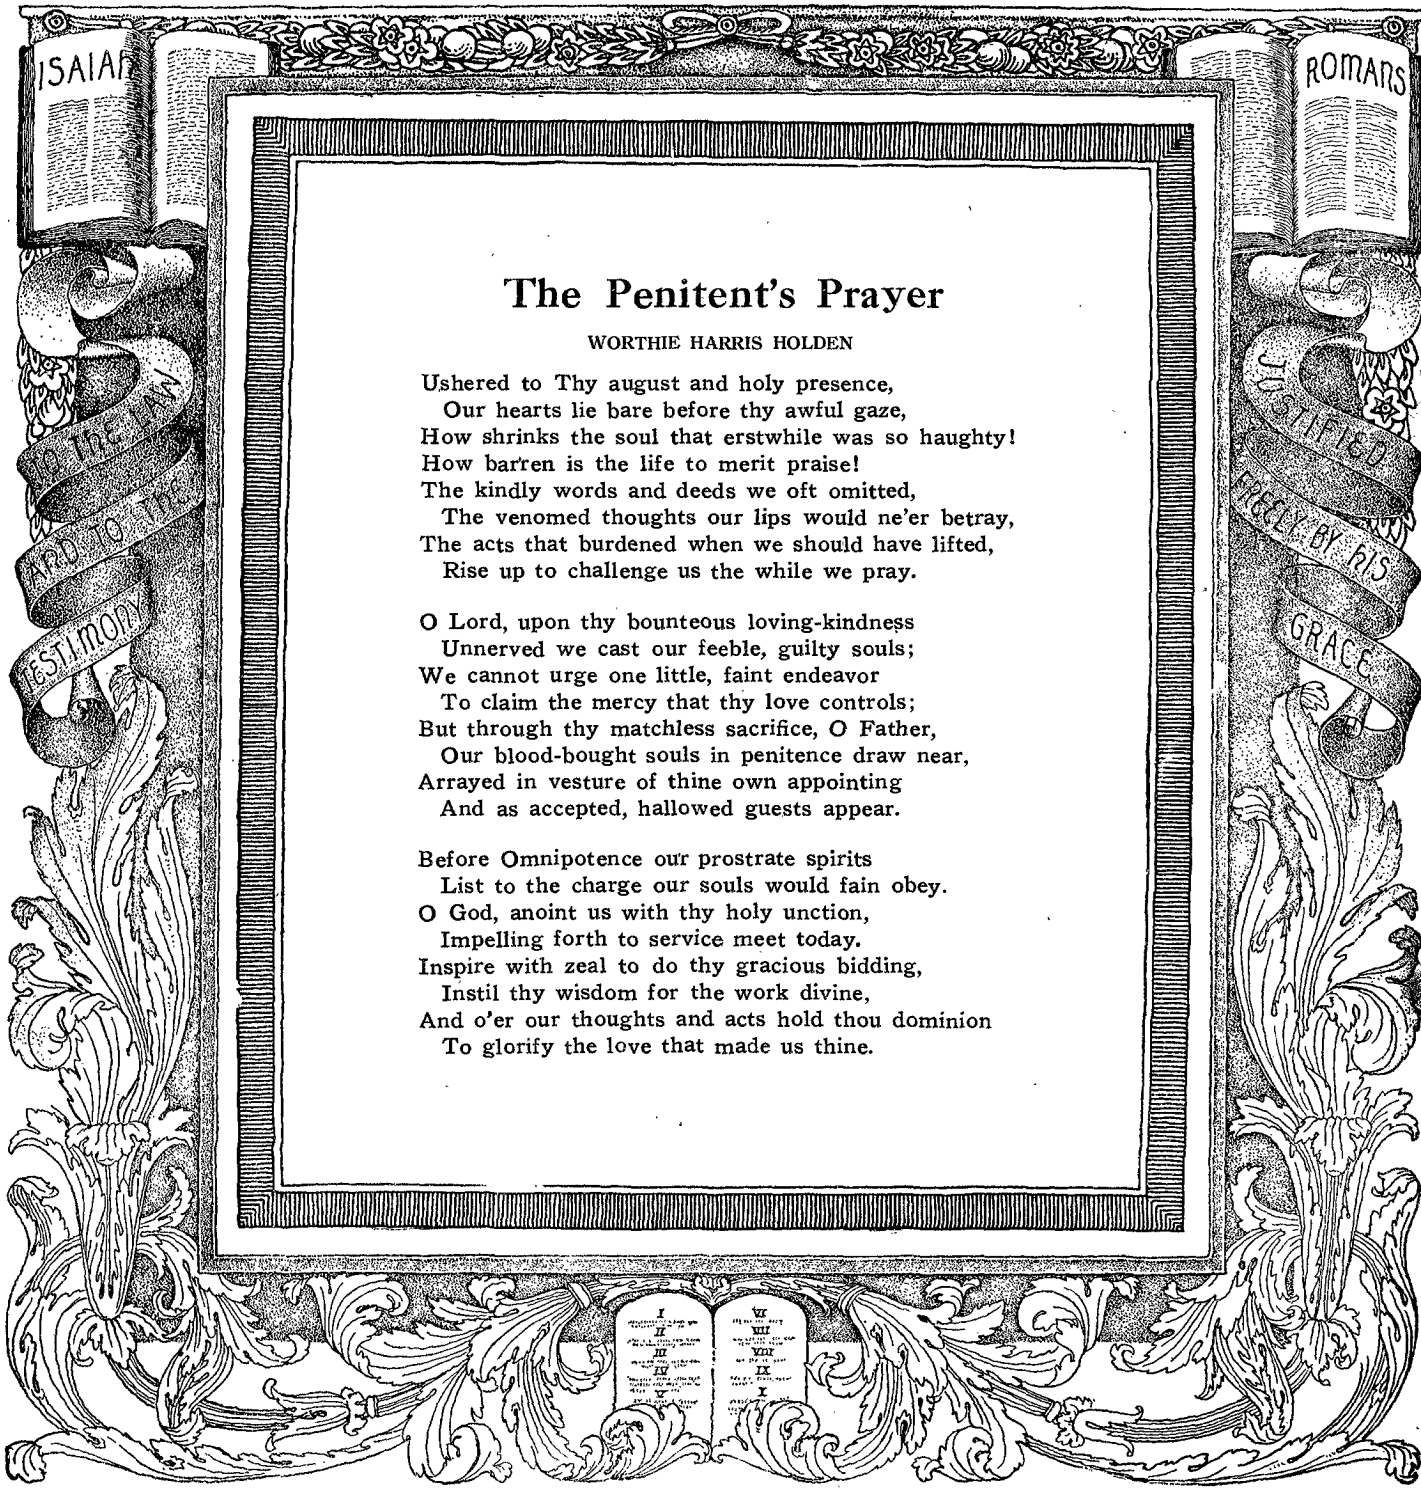 ISAIAH
ROMANS
TO THE LAW
AND TO THE
TESTIMONY
JUSTIFIED
FREELY BY HIS
GRACE
The Penitent's Prayer
WORTHIE HARRIS HOLDEN
Ushered to Thy august and holy presence,
Our hearts lie bare before thy awful gaze,
How shrinks the soul that erstwhile was so haughty!
How barren is the life to merit praise!
The kindly words and deeds we oft omitted,
The venomed thoughts our lips would ne'er betray,
The acts that burdened when we should have lifted,
Rise up to challenge us the while we pray.
O Lord, upon thy bounteous loving-kindness
Unnerved we cast our feeble, guilty souls;
We cannot urge one little, faint endeavor
To claim the mercy that thy love controls;
But through thy matchless sacrifice, O Father,
Our blood-bought souls in penitence draw near,
Arrayed in vesture of thine own appointing
And as accepted, hallowed guests appear.
Before Omnipotence our prostrate spirits
List to the charge our souls would fain obey.
O God, anoint us with thy holy unction,
Impelling forth to service meet today.
Inspire with zeal to do thy gracious bidding,
Instil thy wisdom for the work divine,
And o'er our thoughts and acts hold thou dominion
To glorify the love that made us thine.
I
II
III
IV
V
VI
VII
VIII
IX
X